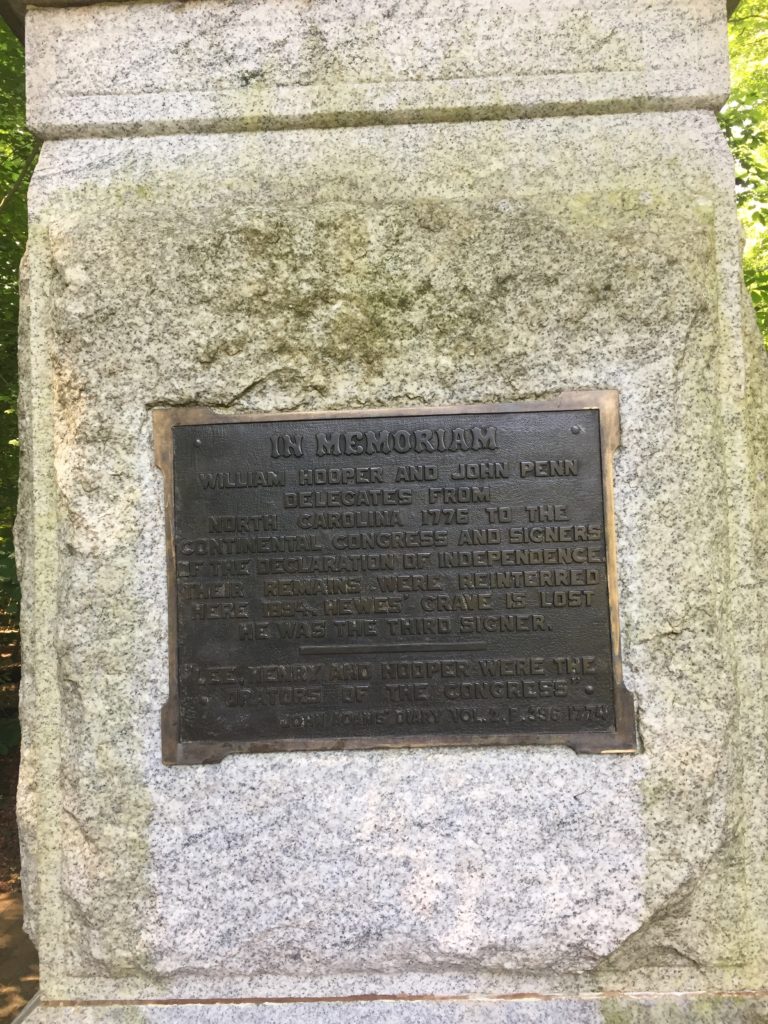 IN MEMORIAM
WILLIAM HOOPER AND JOHN PENN
DELEGATES FROM
NORTH CAROLINA 1776 TO THE
CONTINENTAL CONGRESS AND SIGNERS
OF THE DECLARATION OF INDEPENDENCE
THEIR REMAINS WERE REINTERRED
HERE 1894. HEWES' GRAVE IS LOST
HE WAS THE THIRD SIGNER.
"LEE, HENRY AND HOOPER WERE THE
ORATORS OF THE CONGRESS"
JOHN ADAMS' DIARY VOL. 2. P. 396 1774